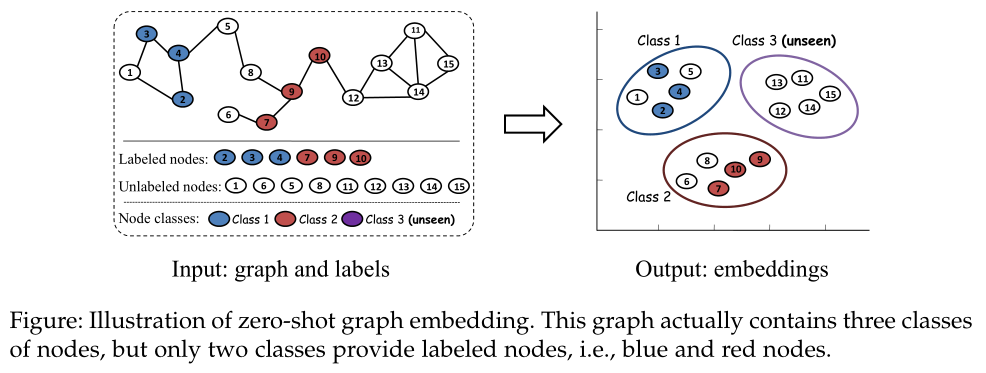 3
5
4
1
2
8
10
9
6
7
11
13
15
12
14
Labeled nodes: 2 3 4 7 9 10
Unlabeled nodes: 1 6 5 8 11 12 13 14 15
Node classes: Class 1 Class 2 Class 3 (unseen)
Input: graph and labels
Class 1
3 5
1 4
2
Class 3 (unseen)
13 11
15
12 14
8 9
10
6 7
Class 2
Output: embeddings
Figure: Illustration of zero-shot graph embedding. This graph actually contains three classes
of nodes, but only two classes provide labeled nodes, i.e., blue and red nodes.